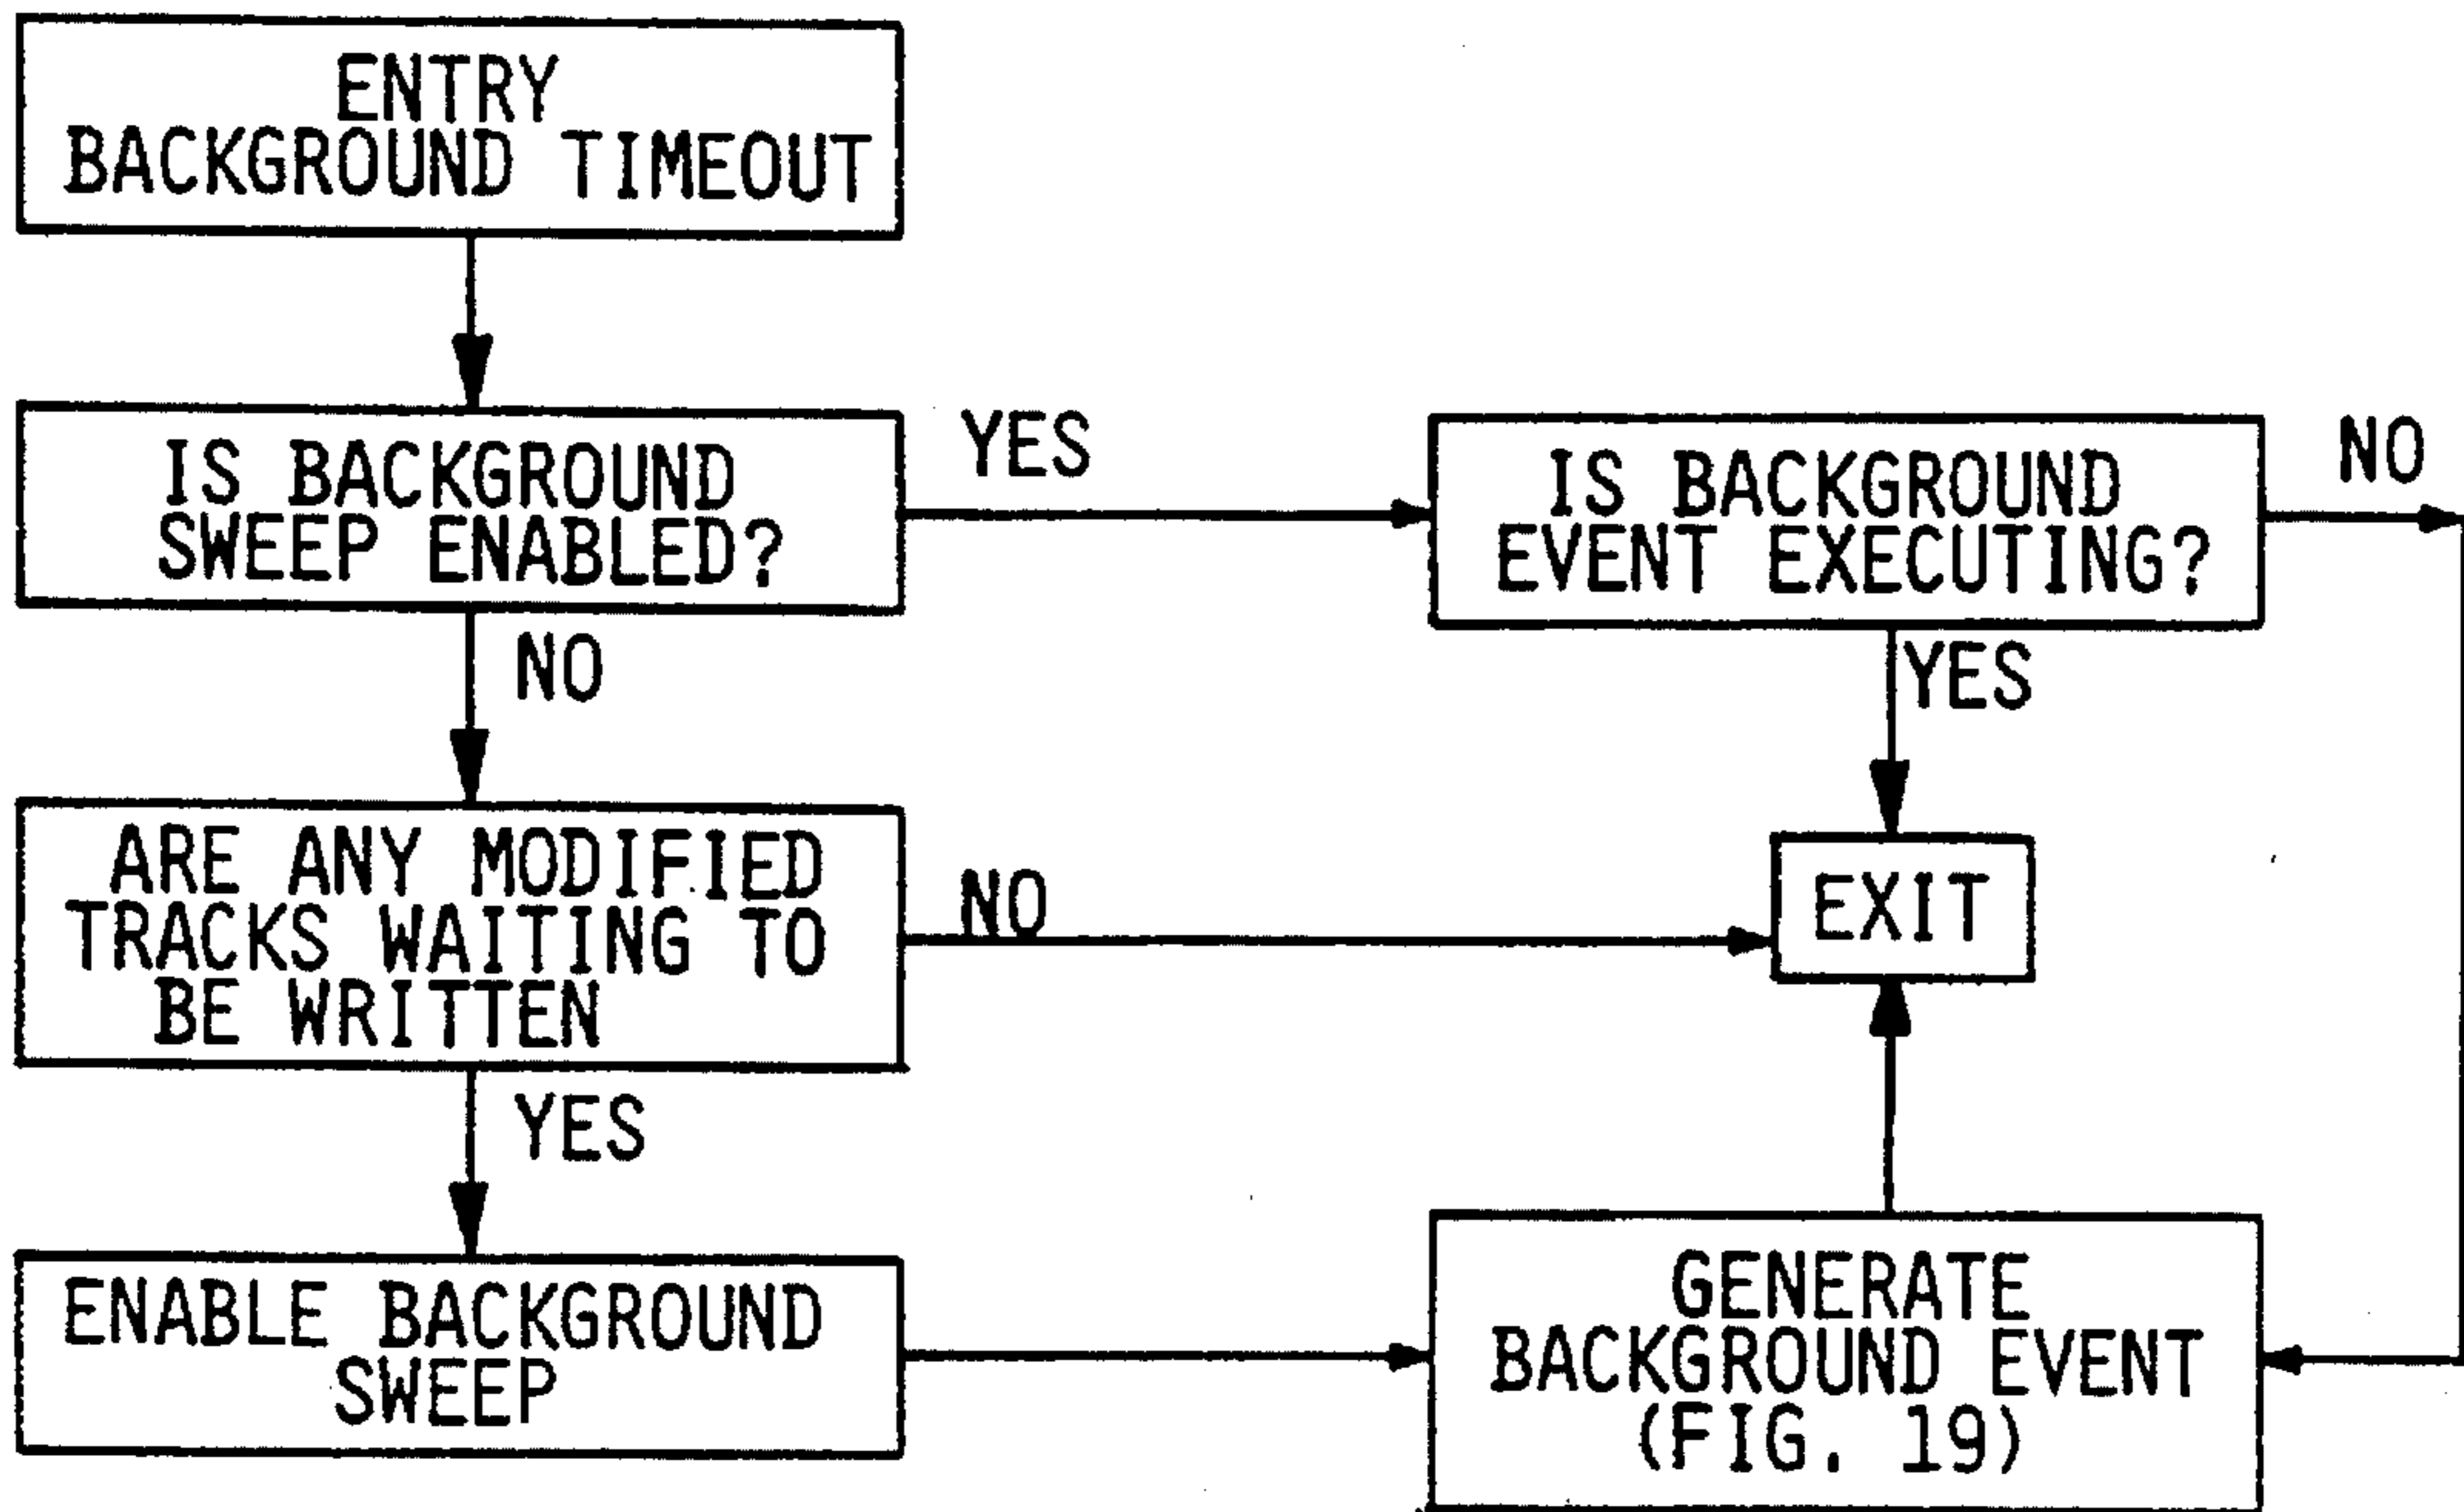 ENTRY
BACKGROUND TIMEOUT
IS BACKGROUND
SWEEP ENABLED?
YES
IS BACKGROUND
EVENT EXECUTING?
NO
NO
YES
ARE ANY MODIFIED
TRACKS WAITING TO
BE WRITTEN
NO
EXIT
YES
ENABLE BACKGROUND
SWEEP
GENERATE
BACKGROUND EVENT
(FIG. 19)